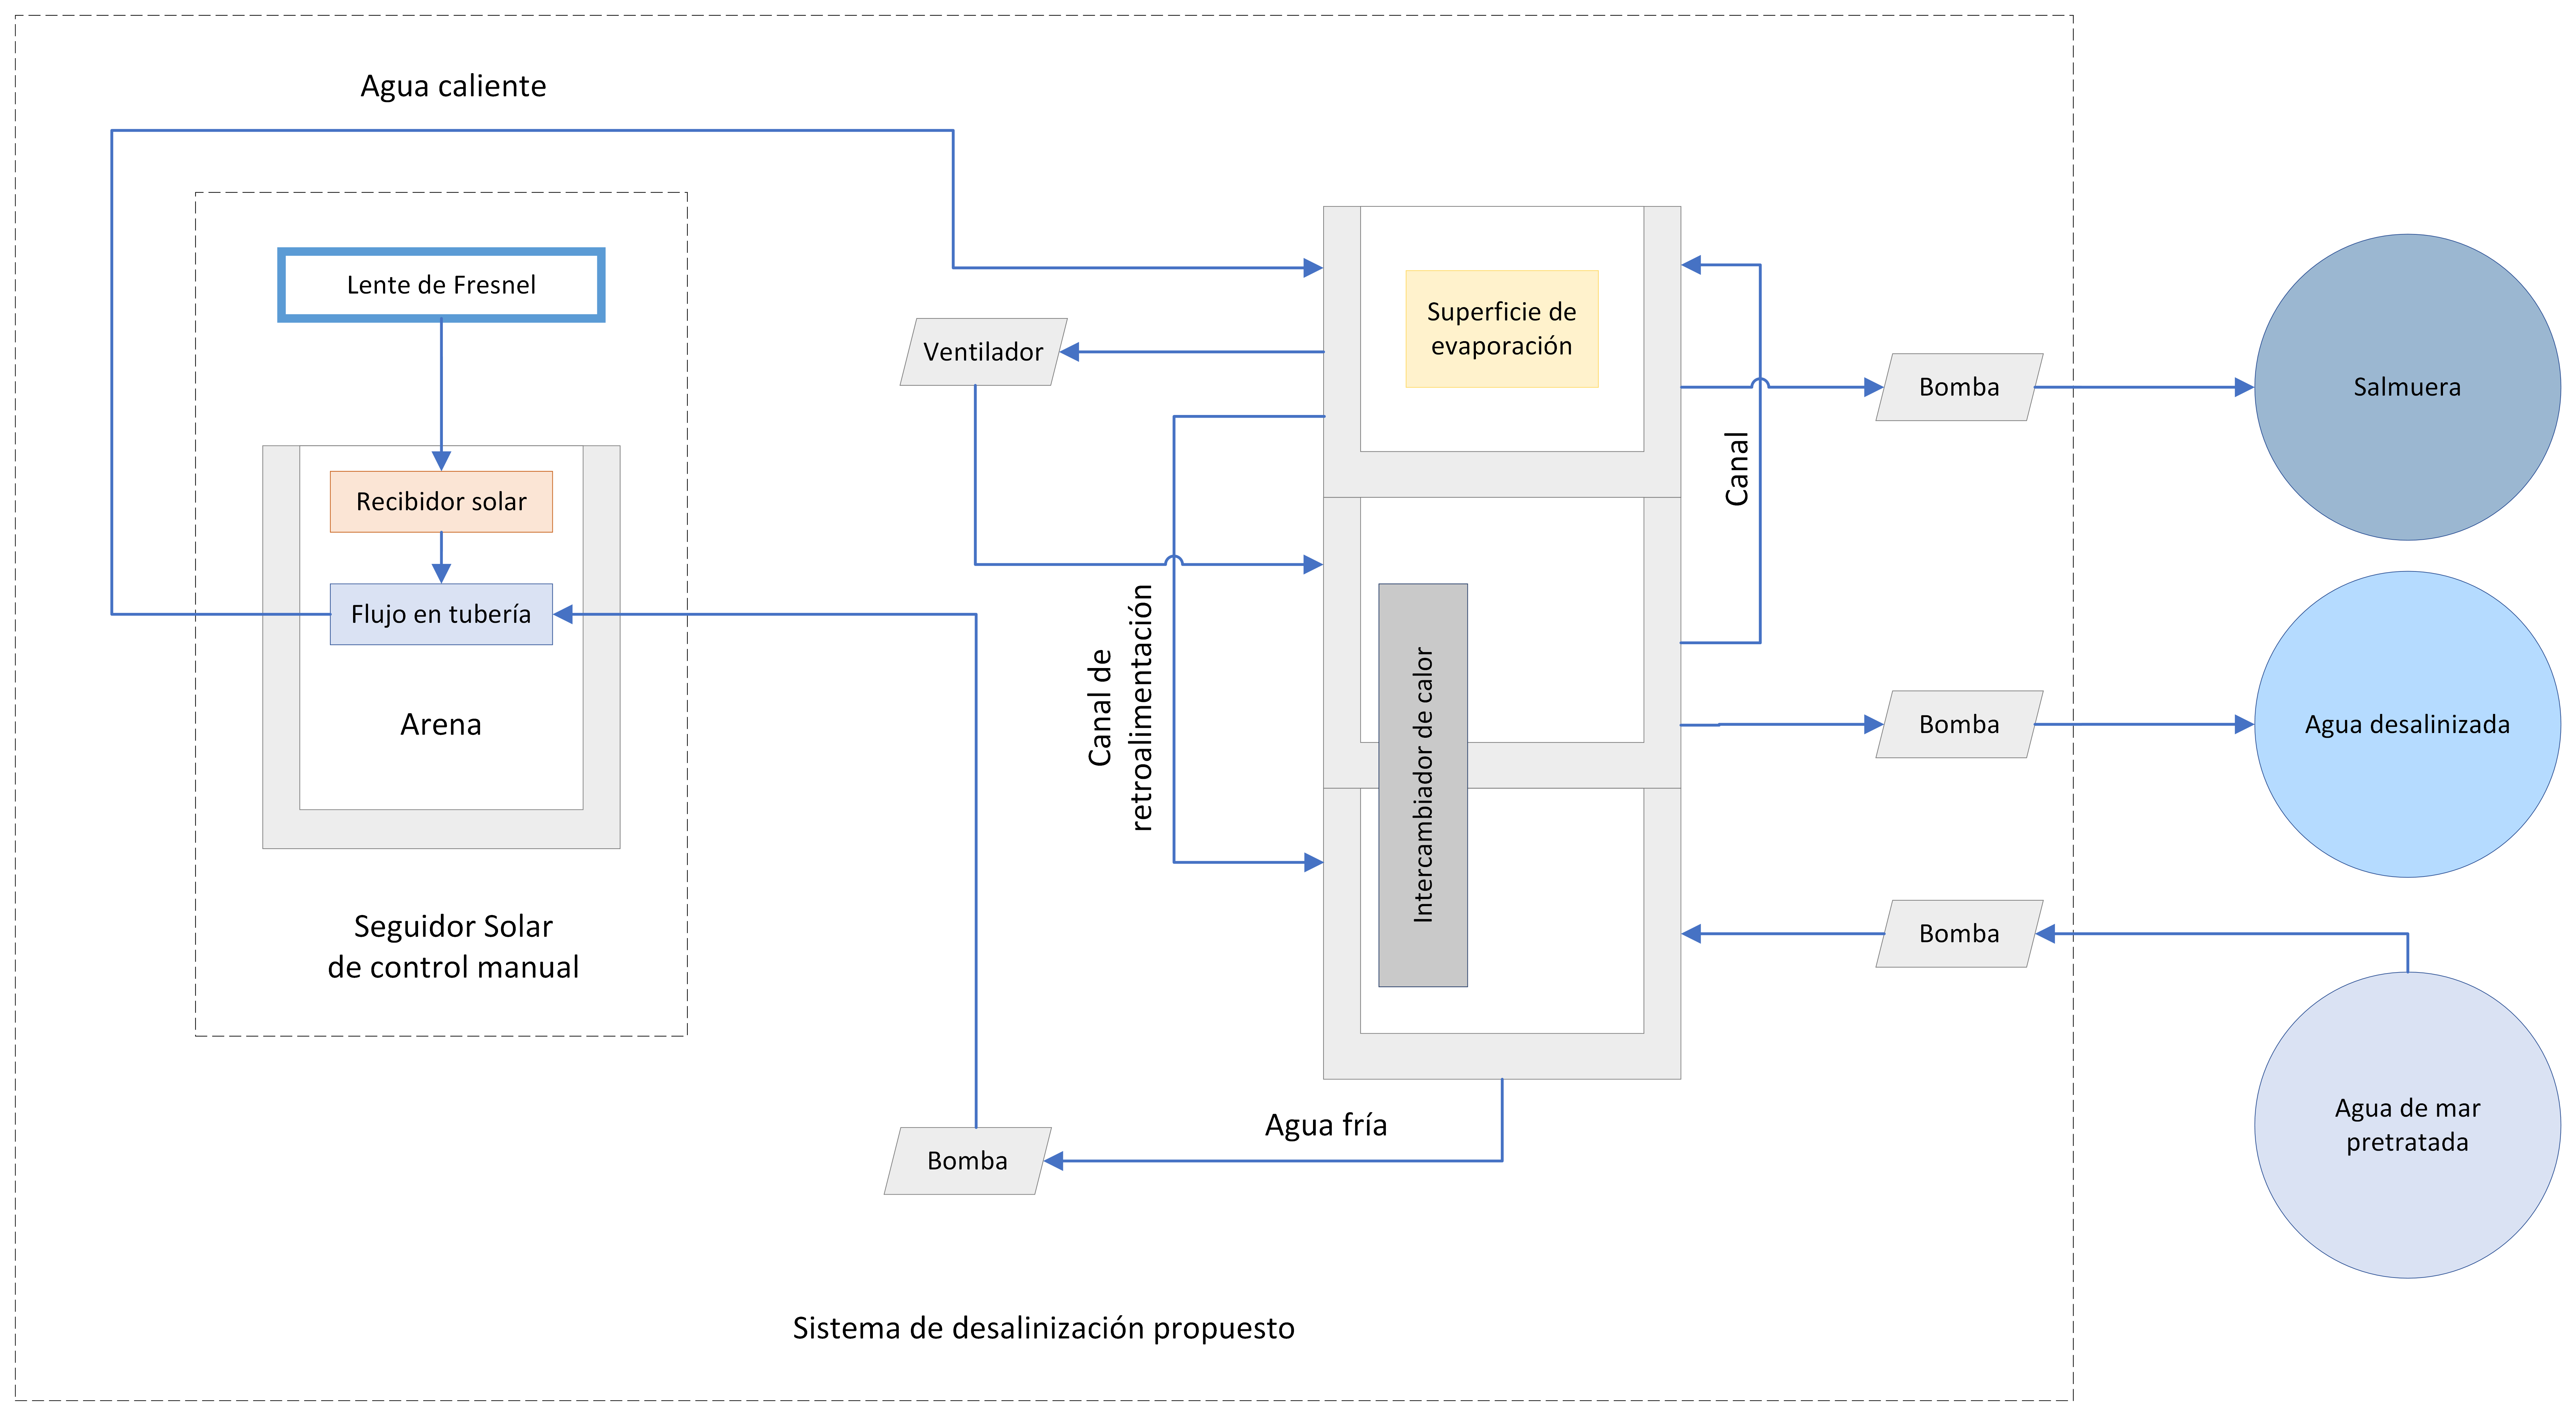 Agua caliente
Lente de Fresnel
Recibidor solar
Flujo en tubería
Arena
Seguidor Solar
de control manual
Ventilador
Canal de
retroalimentación
Superficie de
evaporación
Canal
Intercambiador de calor
Agua fría
Bomba
Bomba
Salmuera
Bomba
Agua desalinizada
Bomba
Agua de mar
pretratada
Sistema de desalinización propuesto